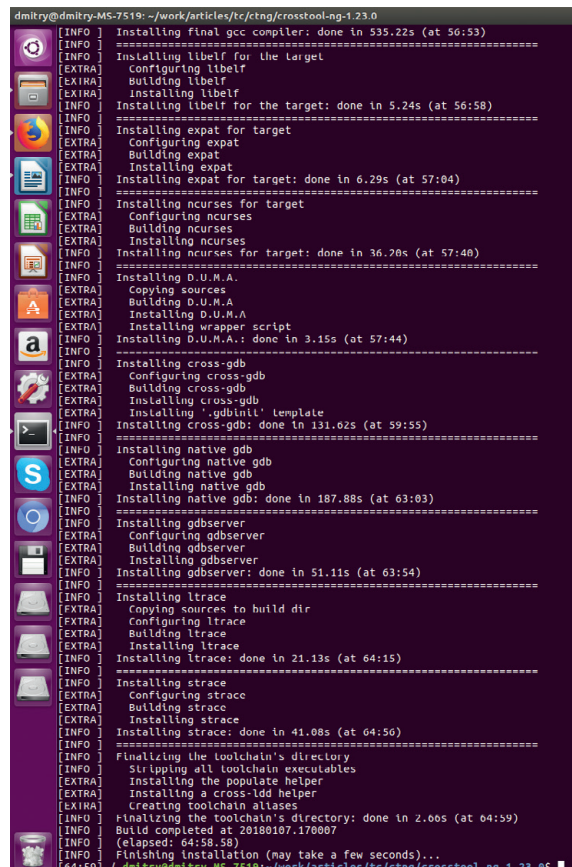 dmitry@dmitry-MS-7519: ~/work/articles/tc/ctng/crosstool-ng-1.23.0
[INFO ]  Installing final gcc compiler: done in 535.22s (at 56:53)
[INFO ]  =================================================================
[INFO ]  Installing libelf for the target
[EXTRA]    Configuring libelf
[EXTRA]    Building libelf
[EXTRA]    Installing libelf
[INFO ]  Installing libelf for the target: done in 5.24s (at 56:58)
[INFO ]  =================================================================
[INFO ]  Installing expat for target
[EXTRA]    Configuring expat
[EXTRA]    Building expat
[EXTRA]    Installing expat
[INFO ]  Installing expat for target: done in 6.29s (at 57:04)
[INFO ]  =================================================================
[INFO ]  Installing ncurses for target
[EXTRA]    Configuring ncurses
[EXTRA]    Building ncurses
[EXTRA]    Installing ncurses
[INFO ]  Installing ncurses for target: done in 36.20s (at 57:40)
[INFO ]  =================================================================
[INFO ]  Installing D.U.M.A.
[EXTRA]    Copying sources
[EXTRA]    Building D.U.M.A
[EXTRA]    Installing D.U.M.A
[EXTRA]    Installing wrapper script
[INFO ]  Installing D.U.M.A.: done in 3.15s (at 57:44)
[INFO ]  =================================================================
[INFO ]  Installing cross-gdb
[EXTRA]    Configuring cross-gdb
[EXTRA]    Building cross-gdb
[EXTRA]    Installing cross-gdb
[EXTRA]    Installing '.gdbinit' template
[INFO ]  Installing cross-gdb: done in 131.62s (at 59:55)
[INFO ]  =================================================================
[INFO ]  Installing native gdb
[EXTRA]    Configuring native gdb
[EXTRA]    Building native gdb
[EXTRA]    Installing native gdb
[INFO ]  Installing native gdb: done in 187.88s (at 63:03)
[INFO ]  =================================================================
[INFO ]  Installing gdbserver
[EXTRA]    Configuring gdbserver
[EXTRA]    Building gdbserver
[EXTRA]    Installing gdbserver
[INFO ]  Installing gdbserver: done in 51.11s (at 63:54)
[INFO ]  =================================================================
[INFO ]  Installing ltrace
[EXTRA]    Copying sources to build dir
[EXTRA]    Configuring ltrace
[EXTRA]    Building ltrace
[EXTRA]    Installing ltrace
[INFO ]  Installing ltrace: done in 21.13s (at 64:15)
[INFO ]  =================================================================
[INFO ]  Installing strace
[EXTRA]    Configuring strace
[EXTRA]    Building strace
[EXTRA]    Installing strace
[INFO ]  Installing strace: done in 41.08s (at 64:56)
[INFO ]  =================================================================
[INFO ]  Finalizing the toolchain's directory
[INFO ]    Stripping all toolchain executables
[EXTRA]    Installing the populate helper
[EXTRA]    Installing a cross-ldd helper
[EXTRA]    Creating toolchain aliases
[INFO ]  Finalizing the toolchain's directory: done in 2.66s (at 64:59)
[INFO ]  Build completed at 20180107.170007
[INFO ]  (elapsed: 64:58.58)
[INFO ]  Finishing installation (may take a few seconds)...
[64:59] / dmitry@dmitry-MS-7519:~/work/articles/tc/ctng/crosstool-ng-1.23.0$